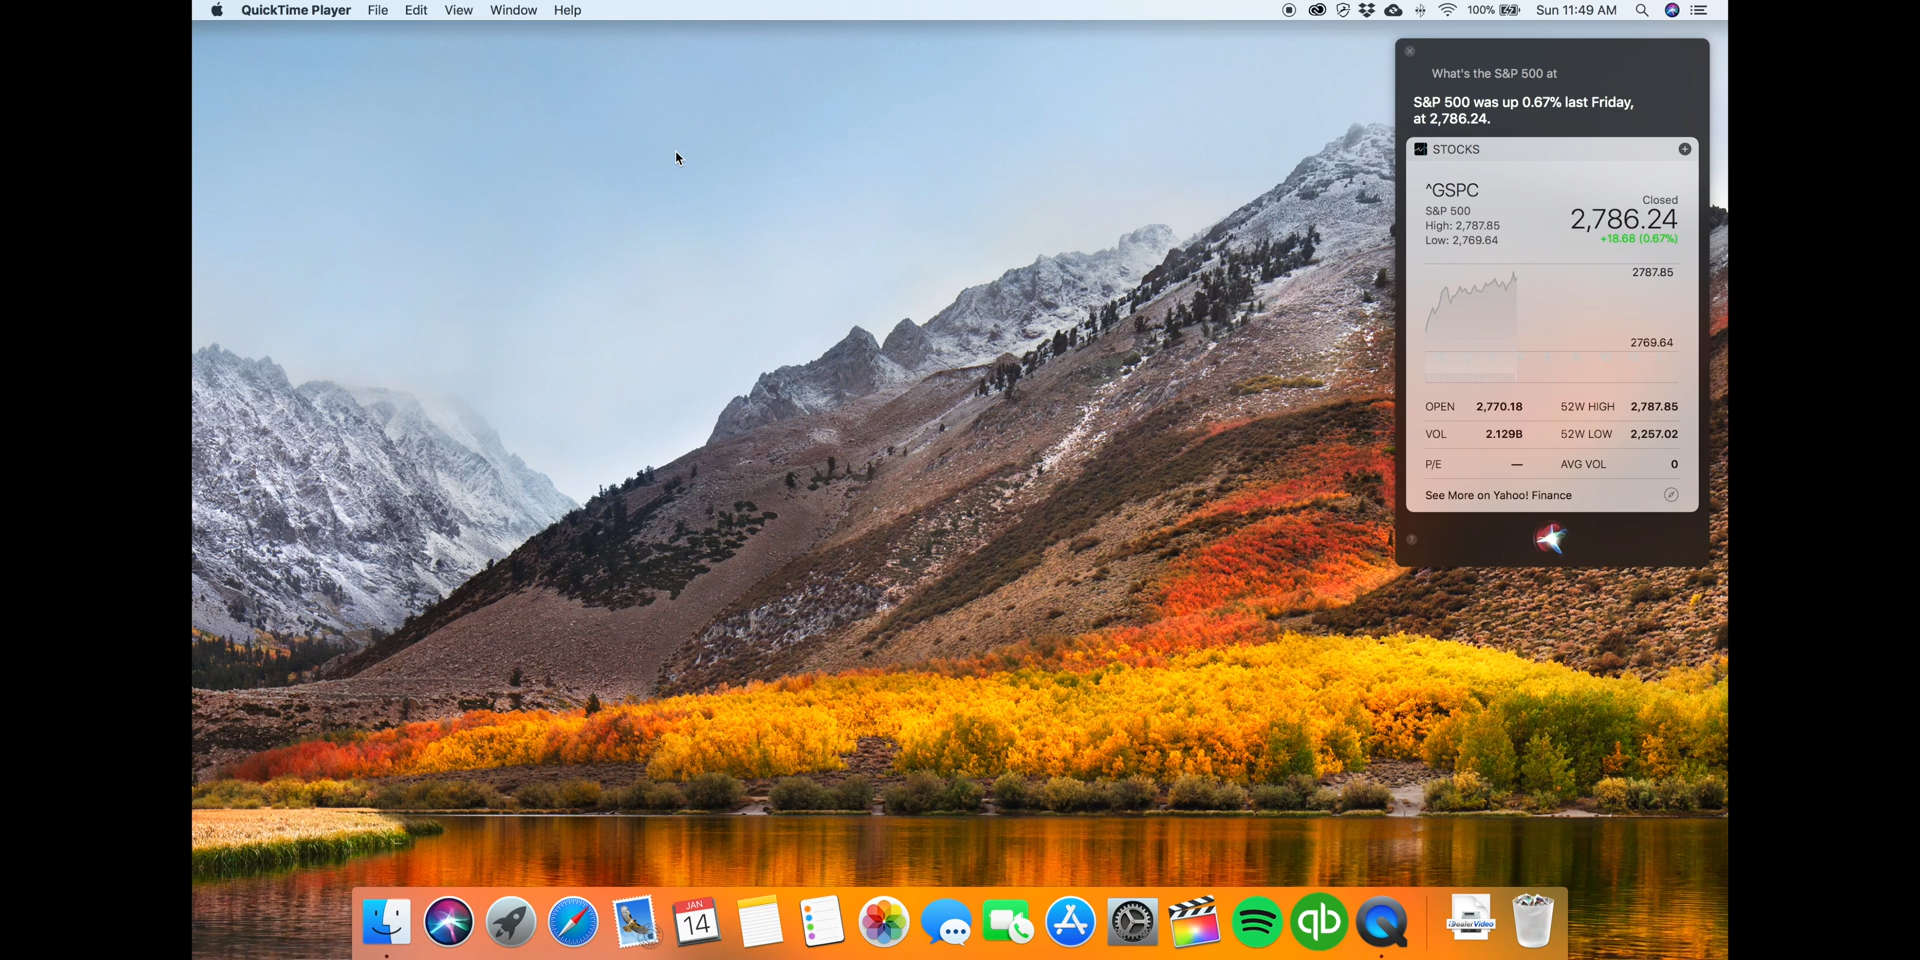 QuickTime Player File Edit View Window Help 100% Sun 11:49 AM
What's the S&P 500 at
S&P 500 was up 0.67% last Friday,
at 2,786.24.
STOCKS
^GSPC
Closed
S&P 500
2,786.24
High: 2,787.85
+18.68 (0.67%)
Low: 2,769.64
2787.85
2769.64
OPEN 2,770.18 52W HIGH 2,787.85
VOL 2.129B 52W LOW 2,257.02
P/E — AVG VOL 0
See More on Yahoo! Finance
?
JAN
14
qb
iDealerVideo